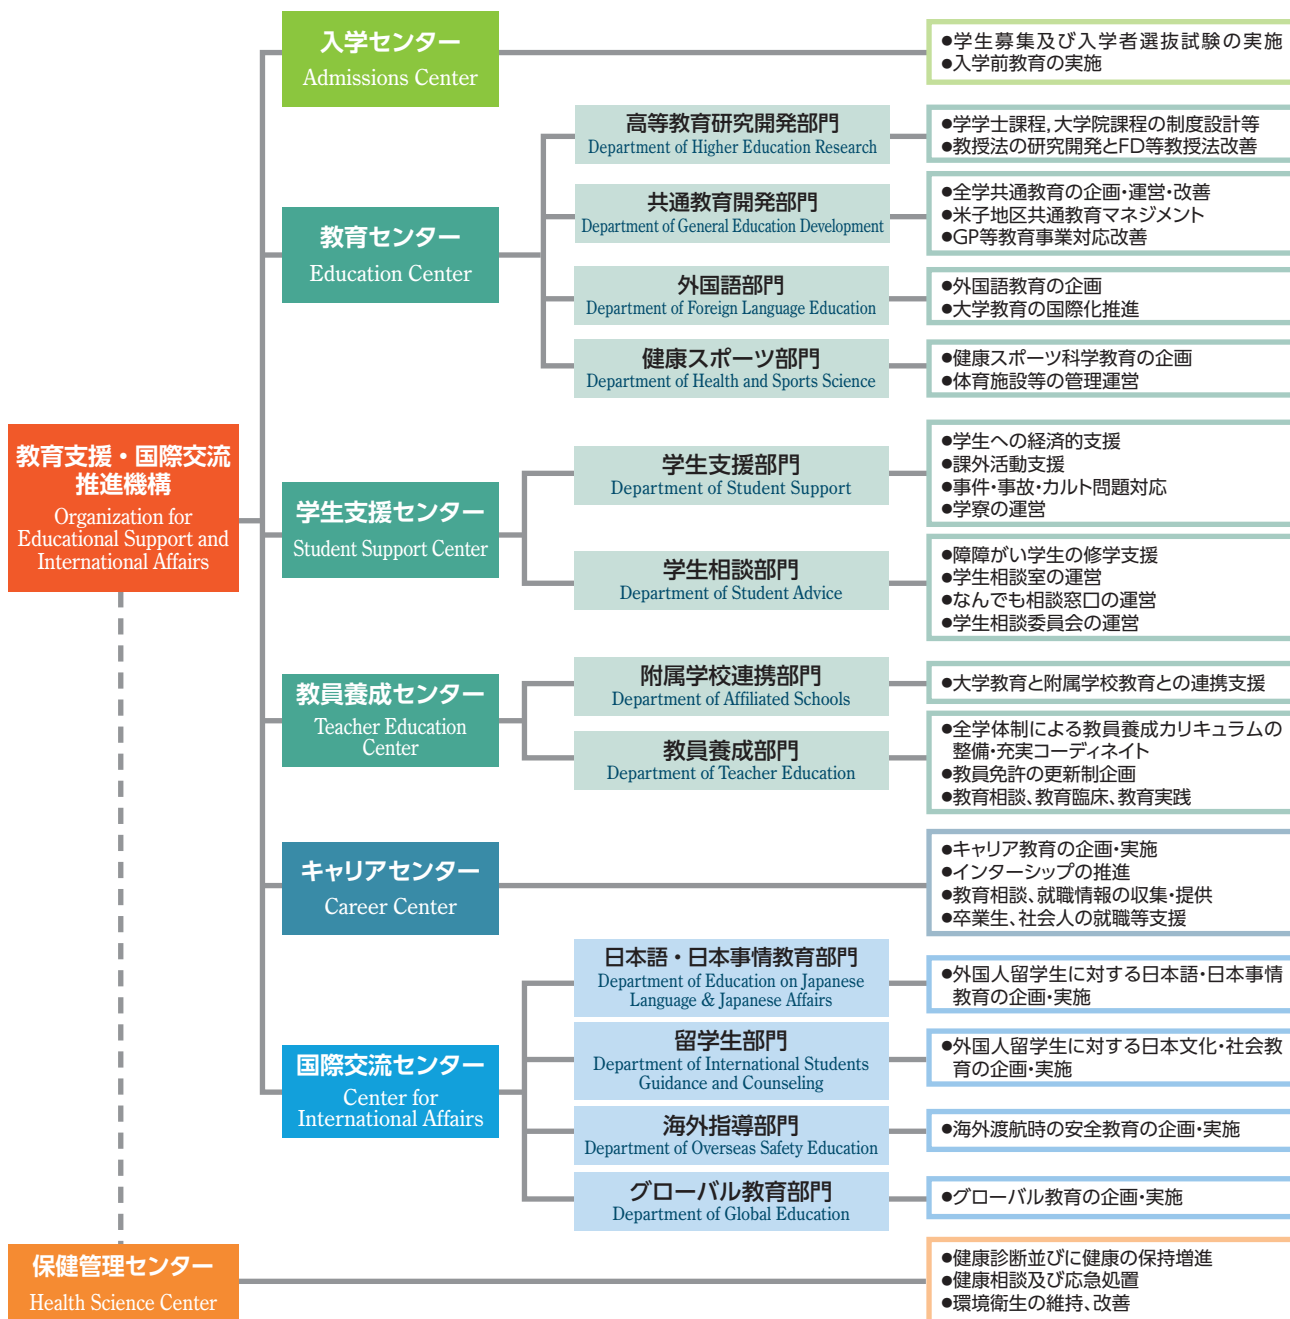 入学センター
Admissions Center
●学生募集及び入学者選抜試験の実施
●入学前教育の実施
教育センター
Education Center
高等教育研究開発部門
Department of Higher Education Research
●学学士課程,大学院課程の制度設計等
●教授法の研究開発とFD等教授法改善
共通教育開発部門
Department of General Education Development
●全学共通教育の企画・運営・改善
●米子地区共通教育マネジメント
●GP等教育事業対応改善
外国語部門
Department of Foreign Language Education
●外国語教育の企画
●大学教育の国際化推進
健康スポーツ部門
Department of Health and Sports Science
●健康スポーツ科学教育の企画
●体育施設等の管理運営
教育支援・国際交流
推進機構
Organization for
Educational Support and
International Affairs
学生支援センター
Student Support Center
学生支援部門
Department of Student Support
●学生への経済的支援
●課外活動支援
●事件・事故・カルト問題対応
●学寮の運営
学生相談部門
Department of Student Advice
●障障がい学生の修学支援
●学生相談室の運営
●なんでも相談窓口の運営
●学生相談委員会の運営
教員養成センター
Teacher Education
Center
附属学校連携部門
Department of Affiliated Schools
●大学教育と附属学校教育との連携支援
教員養成部門
Department of Teacher Education
●全学体制による教員養成カリキュラムの
整備・充実コーディネイト
●教員免許の更新制企画
●教育相談、教育臨床、教育実践
キャリアセンター
Career Center
●キャリア教育の企画・実施
●インターシップの推進
●教育相談、就職情報の収集・提供
●卒業生、社会人の就職等支援
国際交流センター
Center for
International Affairs
日本語・日本事情教育部門
Department of Education on Japanese
Language & Japanese Affairs
●外国人留学生に対する日本語・日本事情
教育の企画・実施
留学生部門
Department of International Students
Guidance and Counseling
●外国人留学生に対する日本文化・社会教
育の企画・実施
海外指導部門
Department of Overseas Safety Education
●海外渡航時の安全教育の企画・実施
グローバル教育部門
Department of Global Education
●グローバル教育の企画・実施
保健管理センター
Health Science Center
●健康診断並びに健康の保持増進
●健康相談及び応急処置
●環境衛生の維持、改善